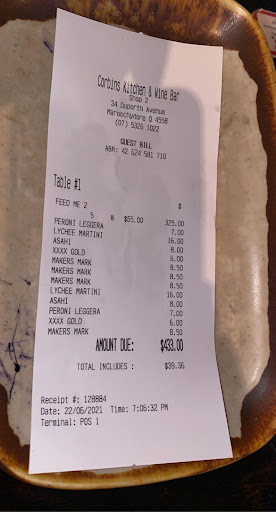 Corbins Kitchen & Wine Bar
Shop 2
34 Duporth Avenue
Maroochydore Q 4558
(07) 5326 1022
GUEST BILL
ABN: 42 624 581 710
Table #1
$
FEED ME 2
5 @ $65.00 325.00
PERONI LEGGERA 7.00
LYCHEE MARTINI 16.00
ASAHI 8.00
XXXX GOLD 6.00
MAKERS MARK 8.50
MAKERS MARK 8.50
MAKERS MARK 8.50
LYCHEE MARTINI 16.00
ASAHI 8.00
PERONI LEGGERA 7.00
XXXX GOLD 6.00
MAKERS MARK 8.50
AMOUNT DUE: $433.00
TOTAL INCLUDES : $39.36
Receipt #: 128884
Date: 22/06/2021 Time: 7:06:32 PM
Terminal: POS 1